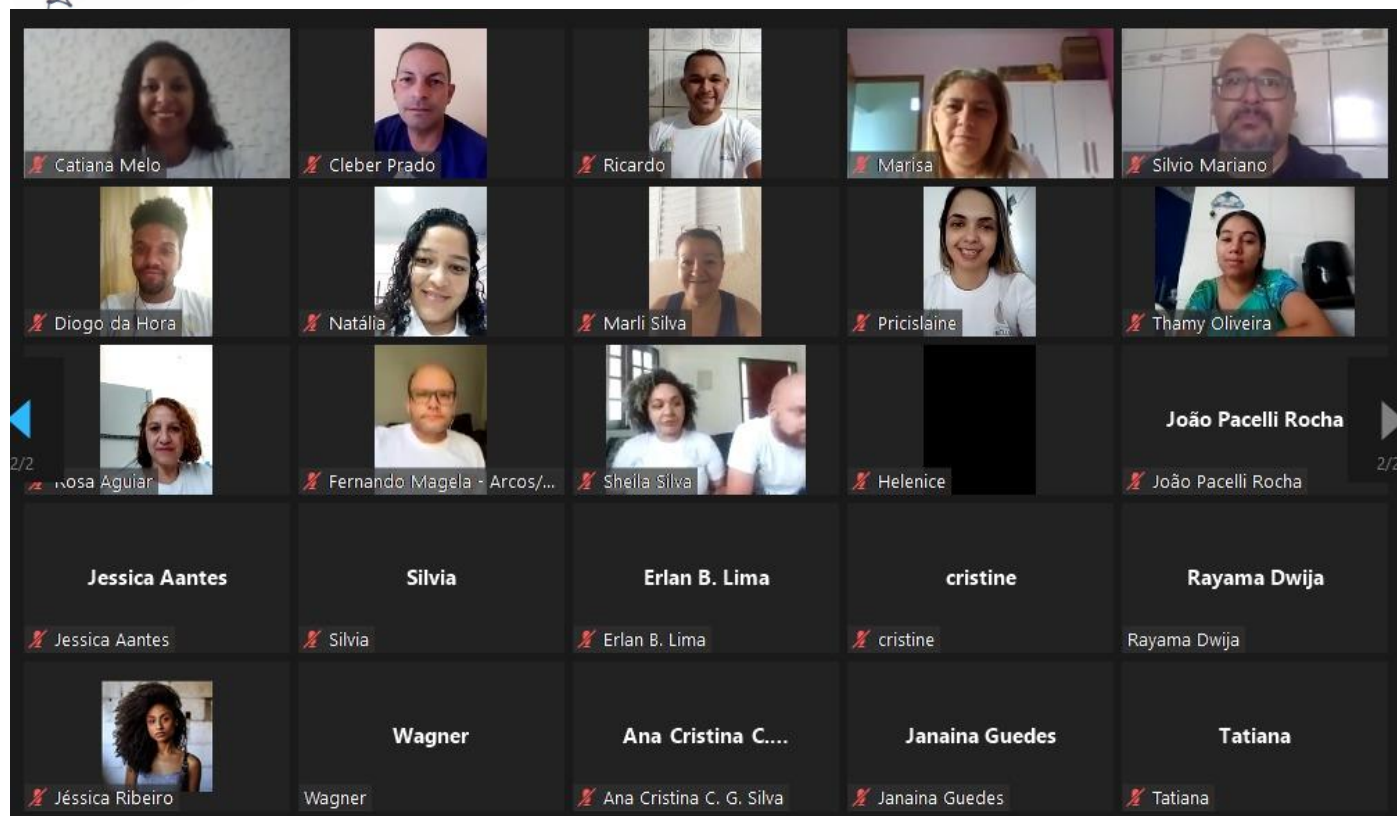 Catiana Melo
Cleber Prado
Ricardo
Marisa
Silvio Mariano
Diogo da Hora
Natália
Marli Silva
Pricislaine
Thamy Oliveira
João Pacelli Rocha
2/2
2/2
Rosa Aguiar
Fernando Magela - Arcos/...
Sheila Silva
Helenice
João Pacelli Rocha
Jessica Aantes
Silvia
Erlan B. Lima
cristine
Rayama Dwija
Jessica Aantes
Silvia
Erlan B. Lima
cristine
Rayama Dwija
Wagner
Ana Cristina C....
Janaina Guedes
Tatiana
Jéssica Ribeiro
Wagner
Ana Cristina C. G. Silva
Janaina Guedes
Tatiana